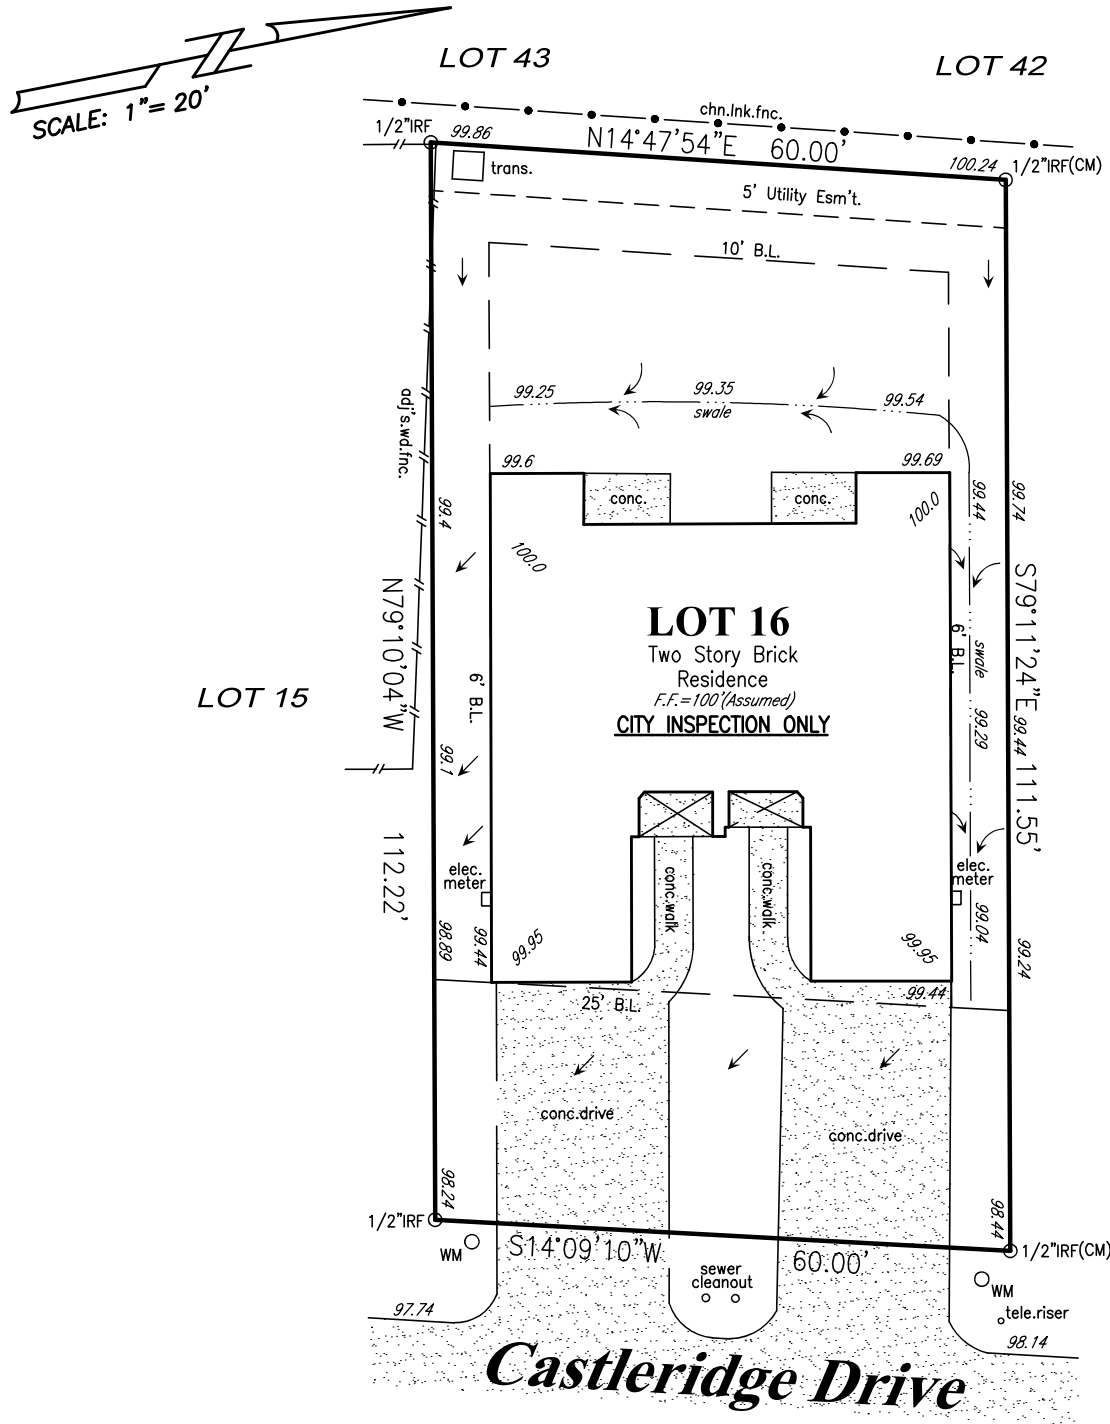 LOT 43
LOT 42
SCALE: 1"= 20'
chn.lnk.fnc.
1/2"IRF
99.86
N14°47'54"E 60.00'
100.24
1/2"IRF(CM)
trans.
5' Utility Esm't.
10' B.L.
99.25
99.35
99.54
swale
adj's.wd.fnc.
99.6
99.69
conc.
conc.
99.4
100.0
100.0
99.44
99.74
N79°10'04"W
112.22'
S79°11'24"E
111.55'
LOT 16
Two Story Brick
Residence
F.F.=100'(Assumed)
CITY INSPECTION ONLY
LOT 15
6' B.L.
6' B.L.
swale
99.29
99.44
99.1
elec.
meter
elec.
meter
conc.walk
conc.walk
98.89
99.44
99.95
99.95
99.04
99.24
25' B.L.
99.44
conc.drive
conc.drive
98.24
98.44
1/2"IRF
S14°09'10"W 60.00'
1/2"IRF(CM)
WM
sewer
cleanout
WM
tele.riser
97.74
98.14
Castleridge Drive